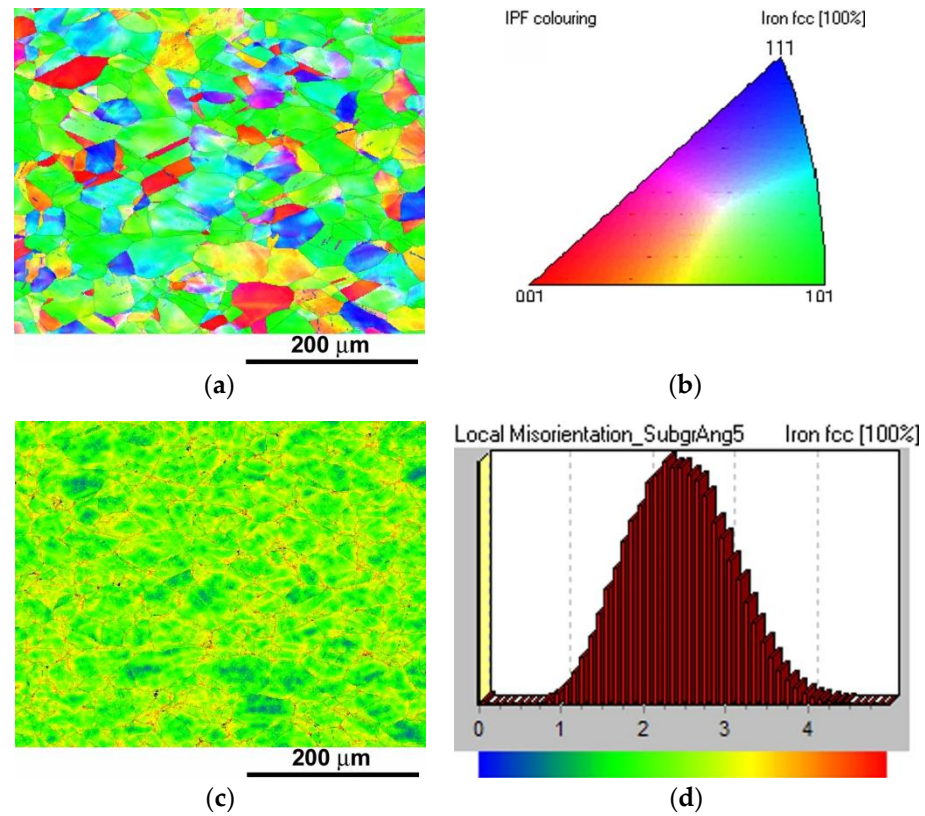 IPF colouring Iron fcc [100%]
111
001 101
200 μm
(a) (b)
Local Misorientation_SubgrAng5 Iron fcc [100%]
0 1 2 3 4
200 μm
(c) (d)